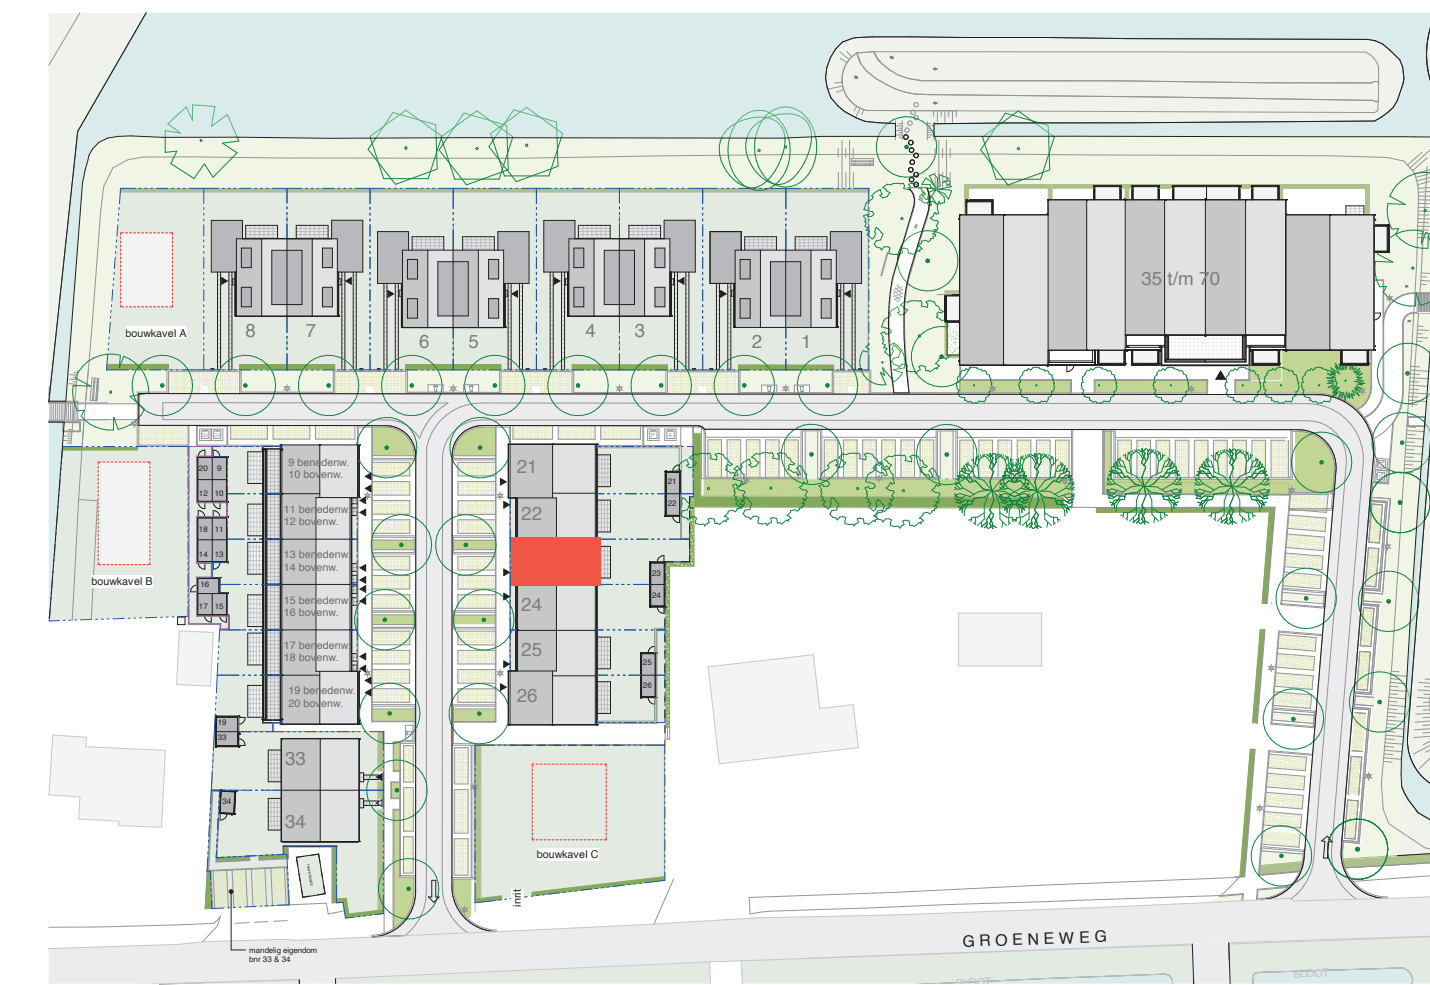 35 t/m 70
bouwkavel A
8
7
6
5
4
3
2
1
20
9
12
10
18
11
14
13
16
17
15
9 benedenw.
10 bovenw.
11 benedenw.
12 bovenw.
13 benedenw.
14 bovenw.
15 benedenw.
16 bovenw.
17 benedenw.
18 bovenw.
19 benedenw.
20 bovenw.
21
22
24
25
26
21
22
23
24
25
26
bouwkavel B
19
33
34
33
34
bouwkavel C
inrit
mandelig eigendom
bnr 33 & 34
GROENEWEG
SLOOT
SLOOT